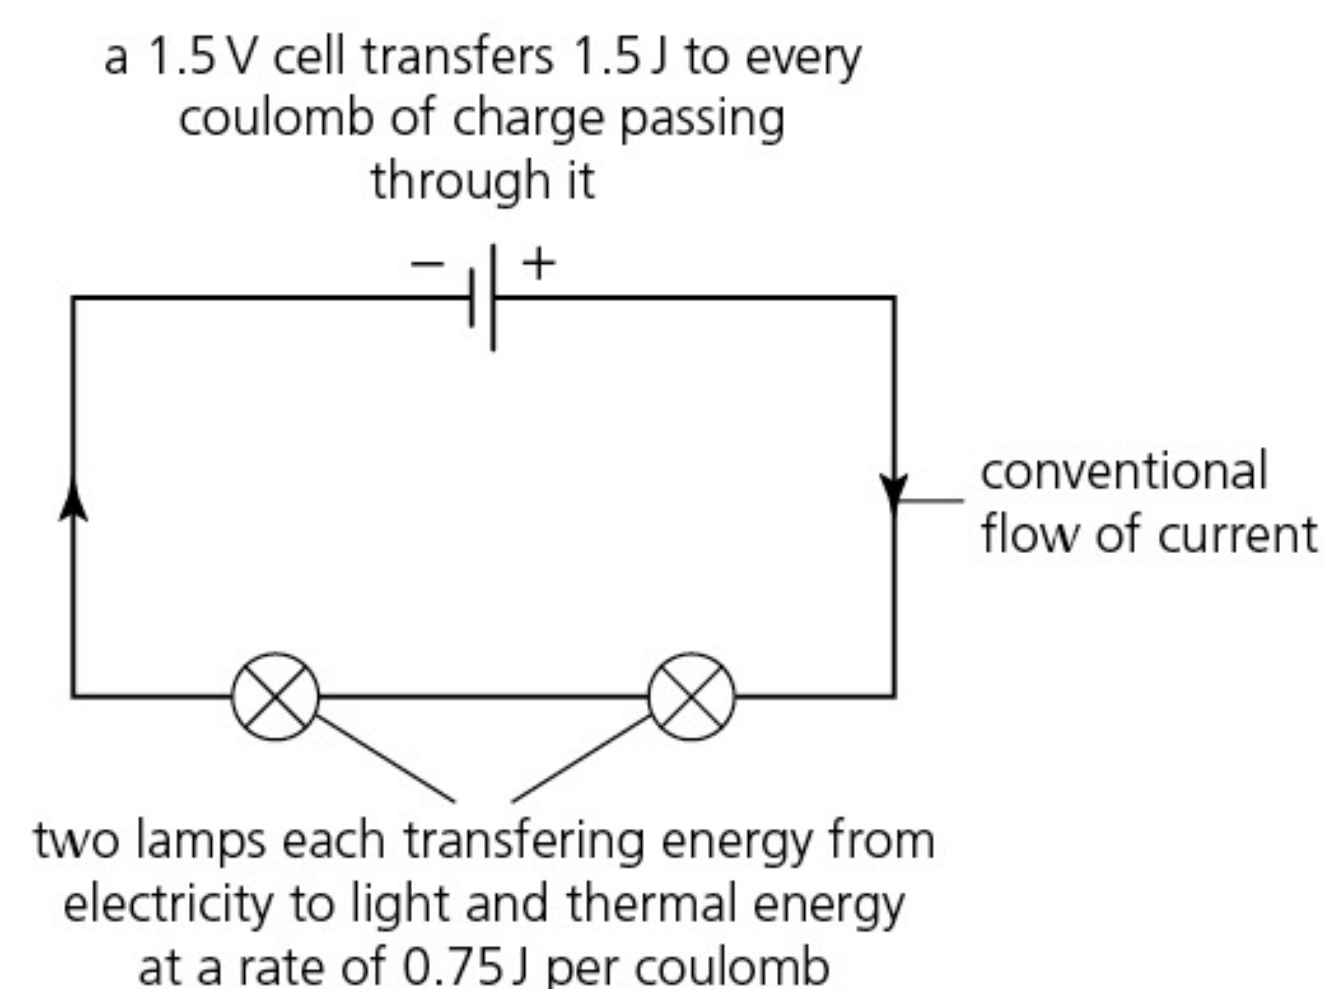 a 1.5 V cell transfers 1.5 J to every
coulomb of charge passing
through it
− +
conventional
flow of current
two lamps each transfering energy from
electricity to light and thermal energy
at a rate of 0.75 J per coulomb